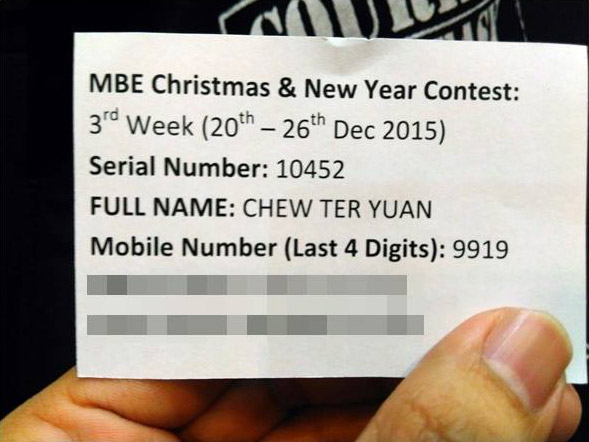 MBE Christmas & New Year Contest:
3rd Week (20th – 26th Dec 2015)
Serial Number: 10452
FULL NAME: CHEW TER YUAN
Mobile Number (Last 4 Digits): 9919